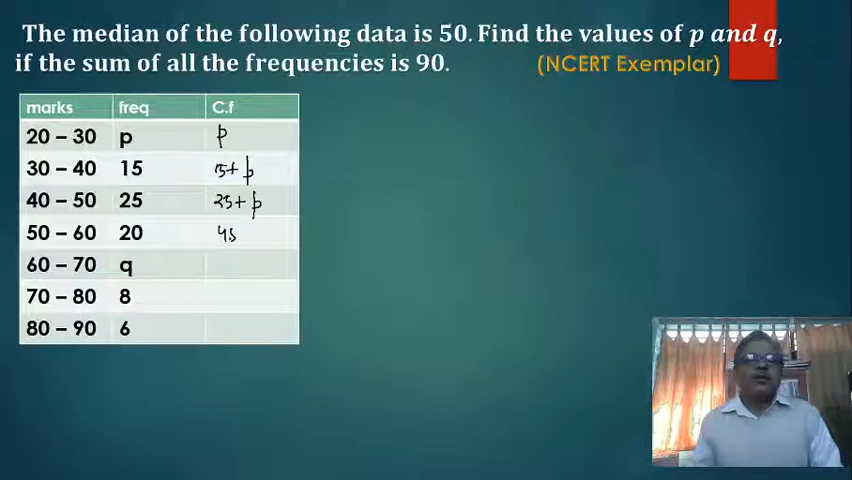 The median of the following data is 50. Find the values of p and q,
if the sum of all the frequencies is 90. (NCERT Exemplar)
marks freq C.f
20 – 30 p p
30 – 40 15 15+ p
40 – 50 25 25+ p
50 – 60 20 45
60 – 70 q
70 – 80 8
80 – 90 6